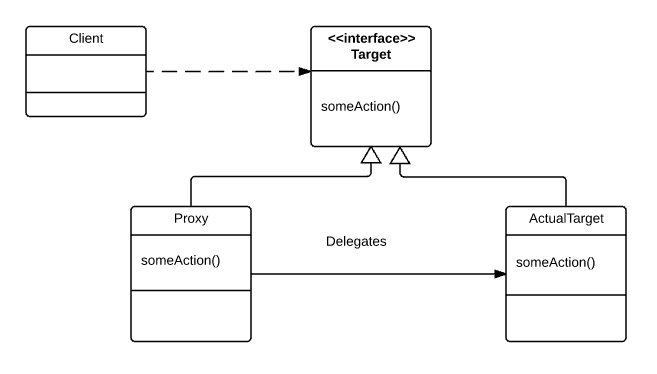 Client
<<interface>>
Target
someAction()
Proxy
someAction()
Delegates
ActualTarget
someAction()